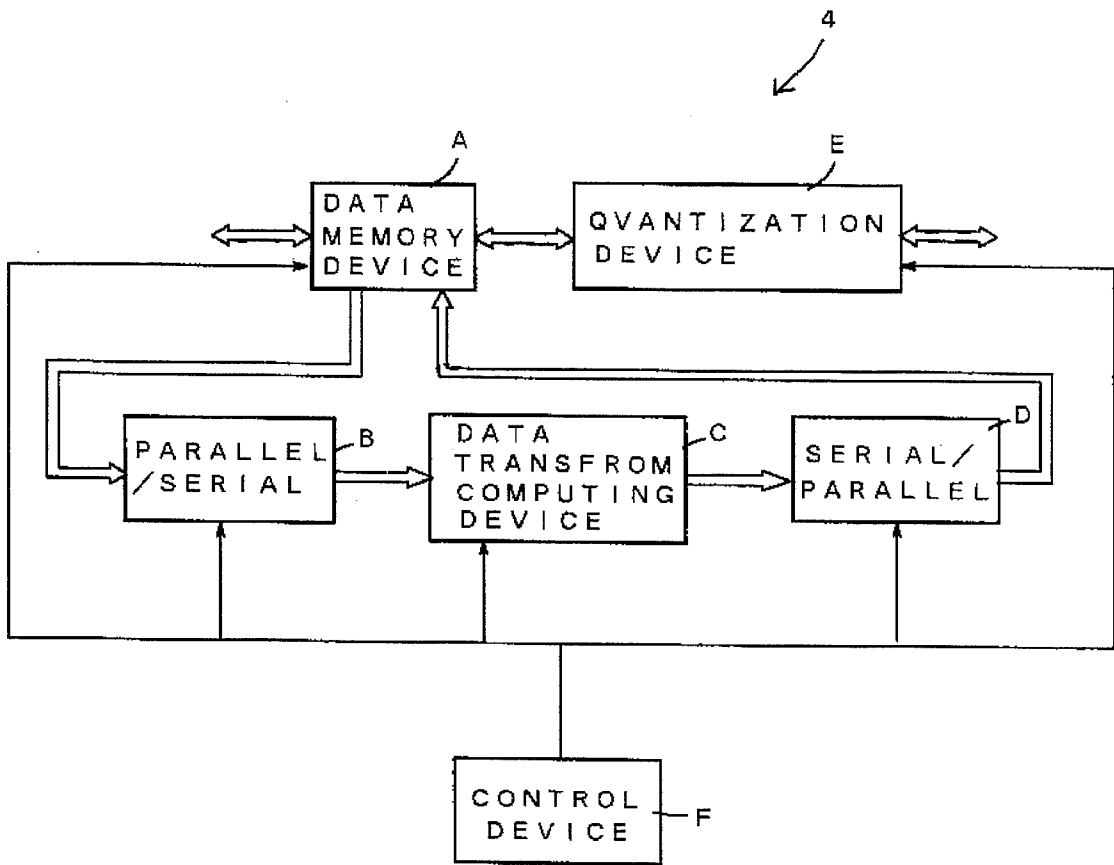 4
A
E
DATA
MEMORY
DEVICE
QVANTIZATION
DEVICE
PARALLEL
/SERIAL
B
DATA
TRANSFROM
COMPUTING
DEVICE
C
SERIAL/
PARALLEL
D
CONTROL
DEVICE
F